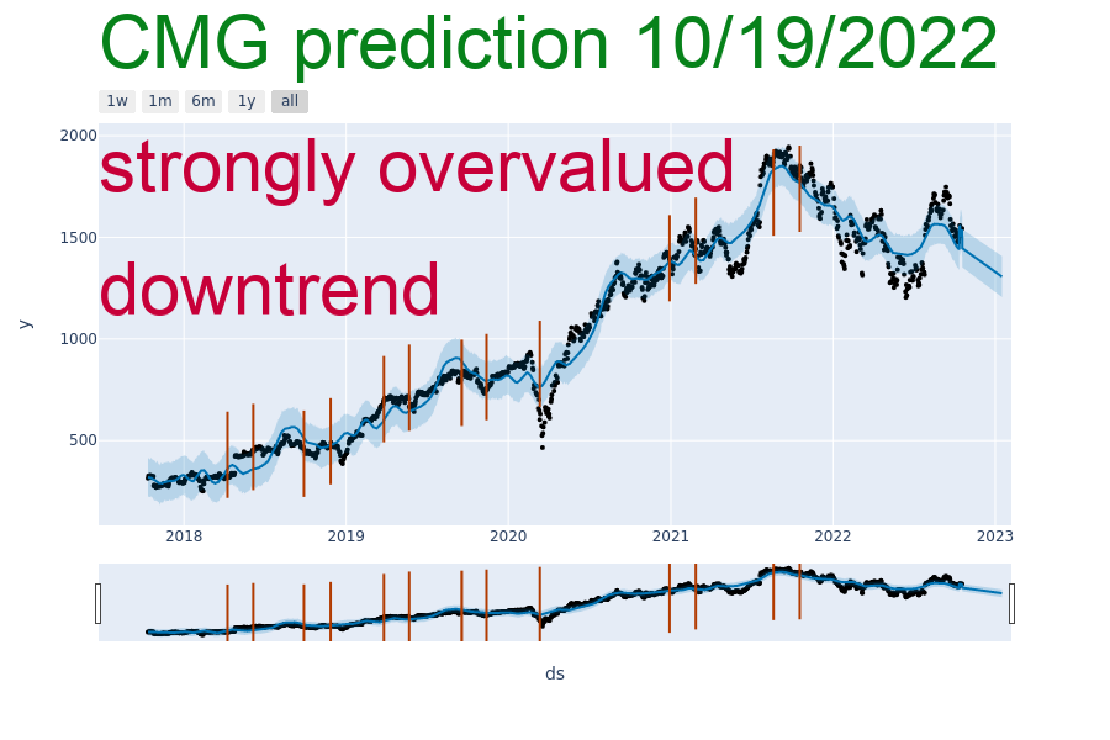 CMG prediction 10/19/2022
1w 1m 6m 1y all
2000
strongly overvalued
1500
downtrend
y
1000
500
2018 2019 2020 2021 2022 2023
ds